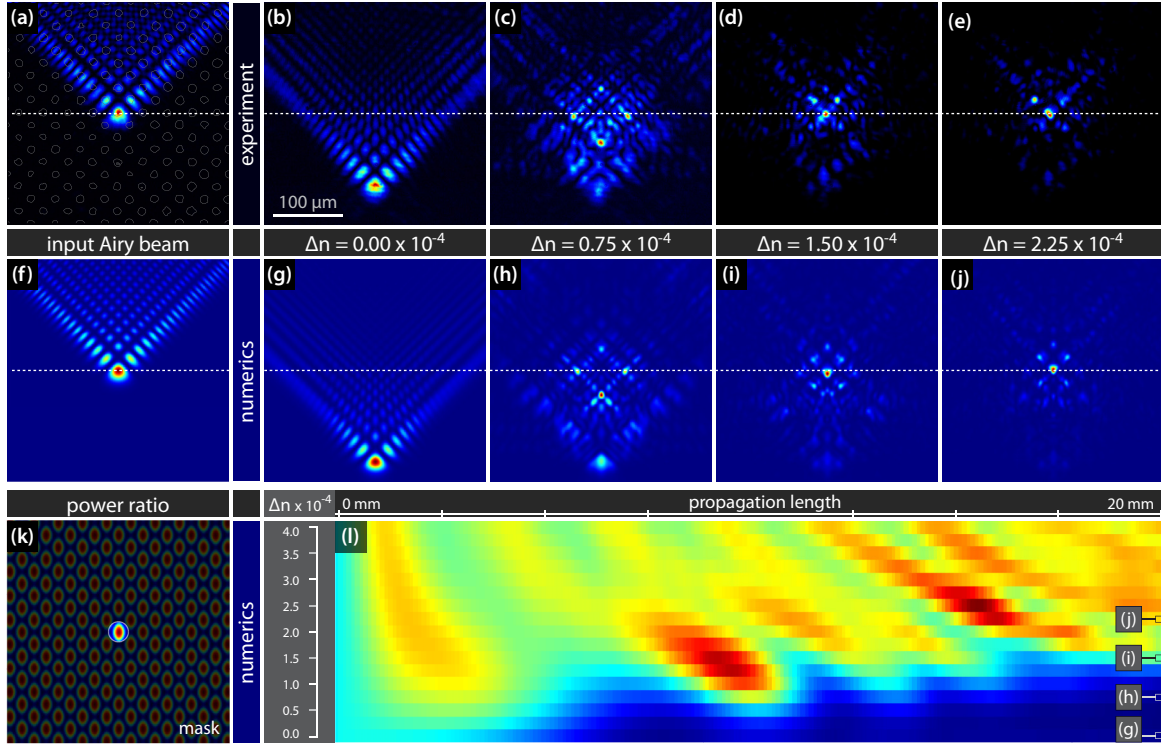 (a)
(b)
(c)
(d)
(e)
experiment
100 μm
input Airy beam
Δn = 0.00 x 10-4
Δn = 0.75 x 10-4
Δn = 1.50 x 10-4
Δn = 2.25 x 10-4
(f)
(g)
(h)
(i)
(j)
numerics
power ratio
Δn x 10-4
0 mm
propagation length
20 mm
(k)
mask
numerics
4.0
3.5
3.0
2.5
2.0
1.5
1.0
0.5
0.0
(l)
(j)
(i)
(h)
(g)